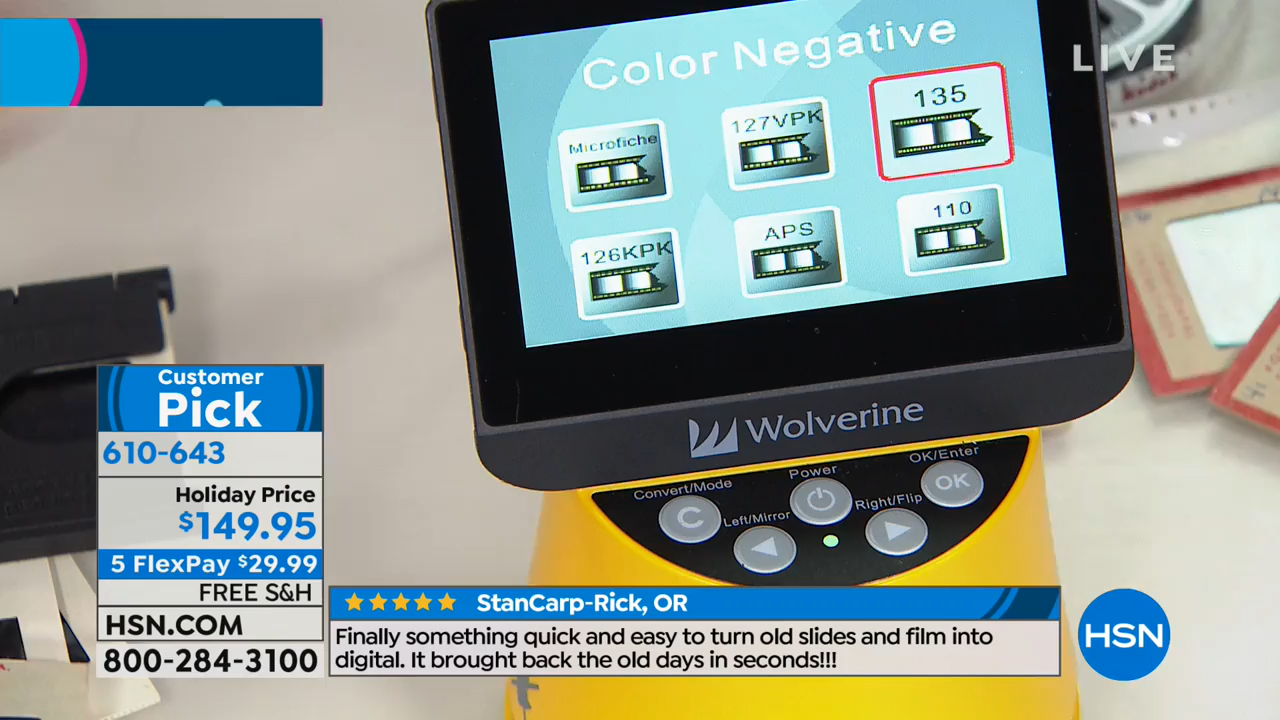 Color Negative
LIVE
Microfiche
127VPK
135
126KPK
APS
110
Wolverine
Convert/Mode
Power
OK/Enter
C
Left/Mirror
Right/Flip
OK
Customer
Pick
610-643
Holiday Price
$149.95
5 FlexPay $29.99
FREE S&H
HSN.COM
800-284-3100
StanCarp-Rick, OR
Finally something quick and easy to turn old slides and film into
digital. It brought back the old days in seconds!!!
HSN